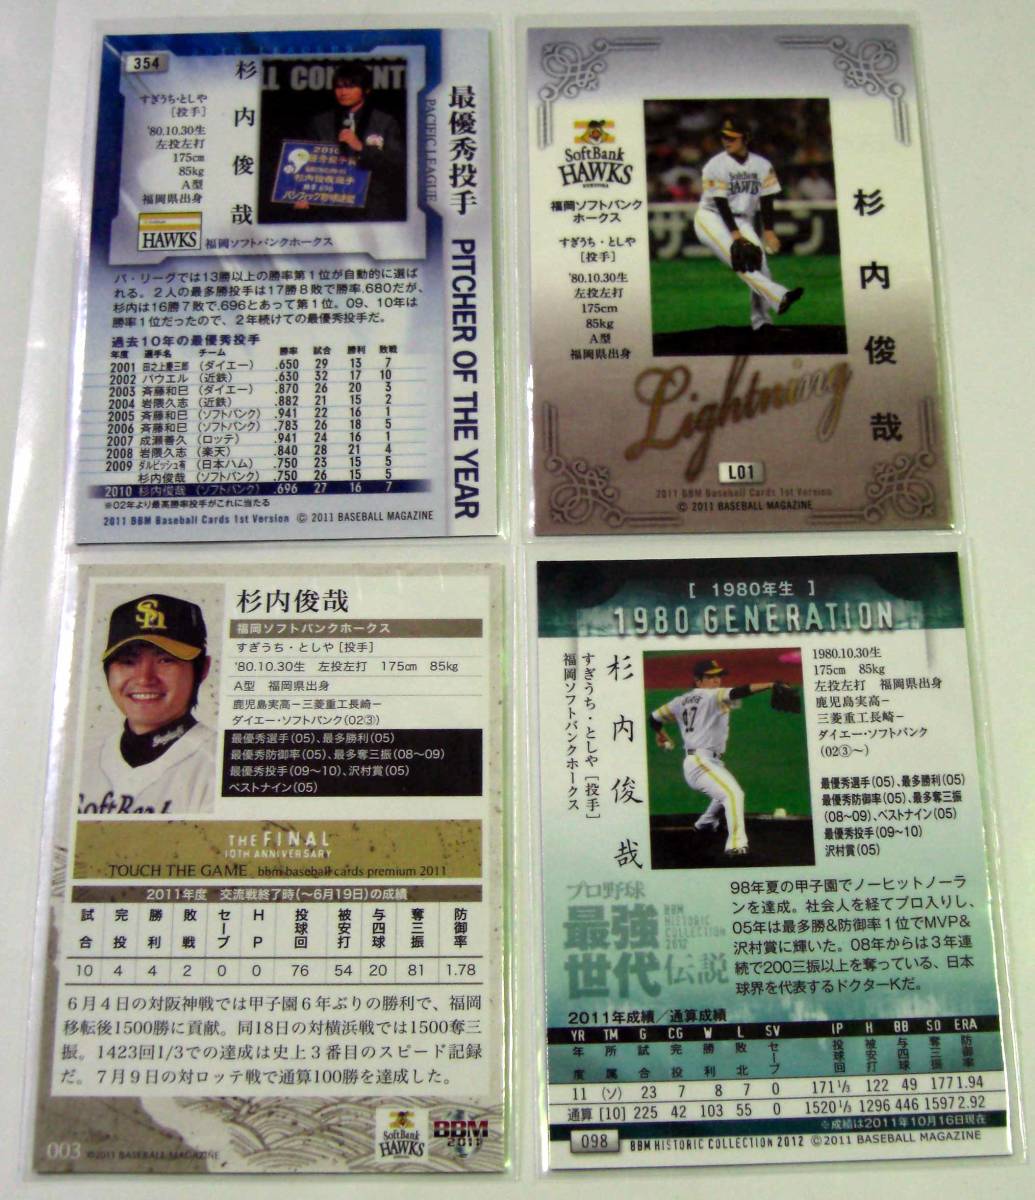 354
杉内俊哉
すぎうち・としや
[投手]
'80.10.30生
左投左打
175cm
85kg
A型
福岡県出身
HAWKS
福岡ソフトバンクホークス
最優秀投手 PITCHER OF THE YEAR
PACIFIC LEAGUE
パ・リーグでは13勝以上の勝率第1位が自動的に選ば
れる。2人の最多勝投手は17勝8敗で勝率.680だが、
杉内は16勝7敗で.696とあって第1位。09、10年は
勝率1位だったので、2年続けての最優秀投手だ。
過去10年の最優秀投手
年度 選手名 チーム 勝率 試合 勝利 敗戦
2001 田之上慶三郎 (ダイエー) .650 29 13 7
2002 パウエル (近鉄) .630 32 17 10
2003 斉藤和巳 (ダイエー) .870 26 20 3
2004 岩隈久志 (近鉄) .882 21 15 2
2005 斉藤和巳 (ソフトバンク) .941 22 16 1
2006 斉藤和巳 (ソフトバンク) .783 26 18 5
2007 成瀬善久 (ロッテ) .941 24 16 1
2008 岩隈久志 (楽天) .840 28 21 4
2009 ダルビッシュ有 (日本ハム) .750 23 15 5
杉内俊哉 (ソフトバンク) .750 26 15 5
2010 杉内俊哉 (ソフトバンク) .696 27 16 7
※02年より最高勝率投手がこれに当たる
2011 BBM Baseball Cards 1st Version © 2011 BASEBALL MAGAZINE
SoftBank
HAWKS
福岡ソフトバンク
ホークス
すぎうち・としや
[投手]
'80.10.30生
左投左打
175cm
85kg
A型
福岡県出身
杉内俊哉
Lightning
L01
2011 BBM Baseball Cards 1st Version
© 2011 BASEBALL MAGAZINE
杉内俊哉
福岡ソフトバンクホークス
すぎうち・としや[投手]
'80.10.30生 左投左打 175cm 85kg
A型 福岡県出身
鹿児島実高－三菱重工長崎－
ダイエー・ソフトバンク(02③)
最優秀選手(05)、最多勝利(05)
最優秀防御率(05)、最多奪三振(08〜09)
最優秀投手(09〜10)、沢村賞(05)
ベストナイン(05)
THE FINAL
10TH ANNIVERSARY
TOUCH THE GAME bbm baseball cards premium 2011
2011年度 交流戦終了時(〜6月19日)の成績
試合 完投 勝利 敗戦 セーブ HP 投球回 被安打 与四球 奪三振 防御率
10 4 4 2 0 0 76 54 20 81 1.78
6月4日の対阪神戦では甲子園6年ぶりの勝利で、福岡
移転後1500勝に貢献。同18日の対横浜戦では1500奪三
振。1423回1/3での達成は史上3番目のスピード記録
だ。7月9日の対ロッテ戦で通算100勝を達成した。
SoftBank
HAWKS
BBM
2011
003 ©2011 BASEBALL MAGAZINE
[ 1980年生 ]
1980 GENERATION
杉内俊哉
すぎうち・としや[投手]
福岡ソフトバンクホークス
47
1980.10.30生
175cm 85kg
左投左打 福岡県出身
鹿児島実高－
三菱重工長崎－
ダイエー・ソフトバンク
(02③〜)
最優秀選手(05)、最多勝利(05)
最優秀防御率(05)、最多奪三振
(08〜09)、ベストナイン(05)
最優秀投手(09〜10)
沢村賞(05)
プロ野球
最強
世代伝説
BBM
HISTORIC
COLLECTION
2012
98年夏の甲子園でノーヒットノーラ
ンを達成。社会人を経てプロ入りし、
05年は最多勝&防御率1位でMVP&
沢村賞に輝いた。08年からは3年連
続で200三振以上を奪っている、日本
球界を代表するドクターKだ。
2011年成績／通算成績
YR TM G CG W L SV IP H BB SO ERA
年度 所属 試合 完投 勝利 敗北 セーブ 投球回 被安打 与四球 奪三振 防御率
11 (ソ) 23 7 8 7 0 171 1/3 122 49 177 1.94
通算 [10] 225 42 103 55 0 1520 1/3 1296 446 1597 2.92
※成績は2011年10月16日現在
098 BBM HISTORIC COLLECTION 2012 ©2011 BASEBALL MAGAZINE